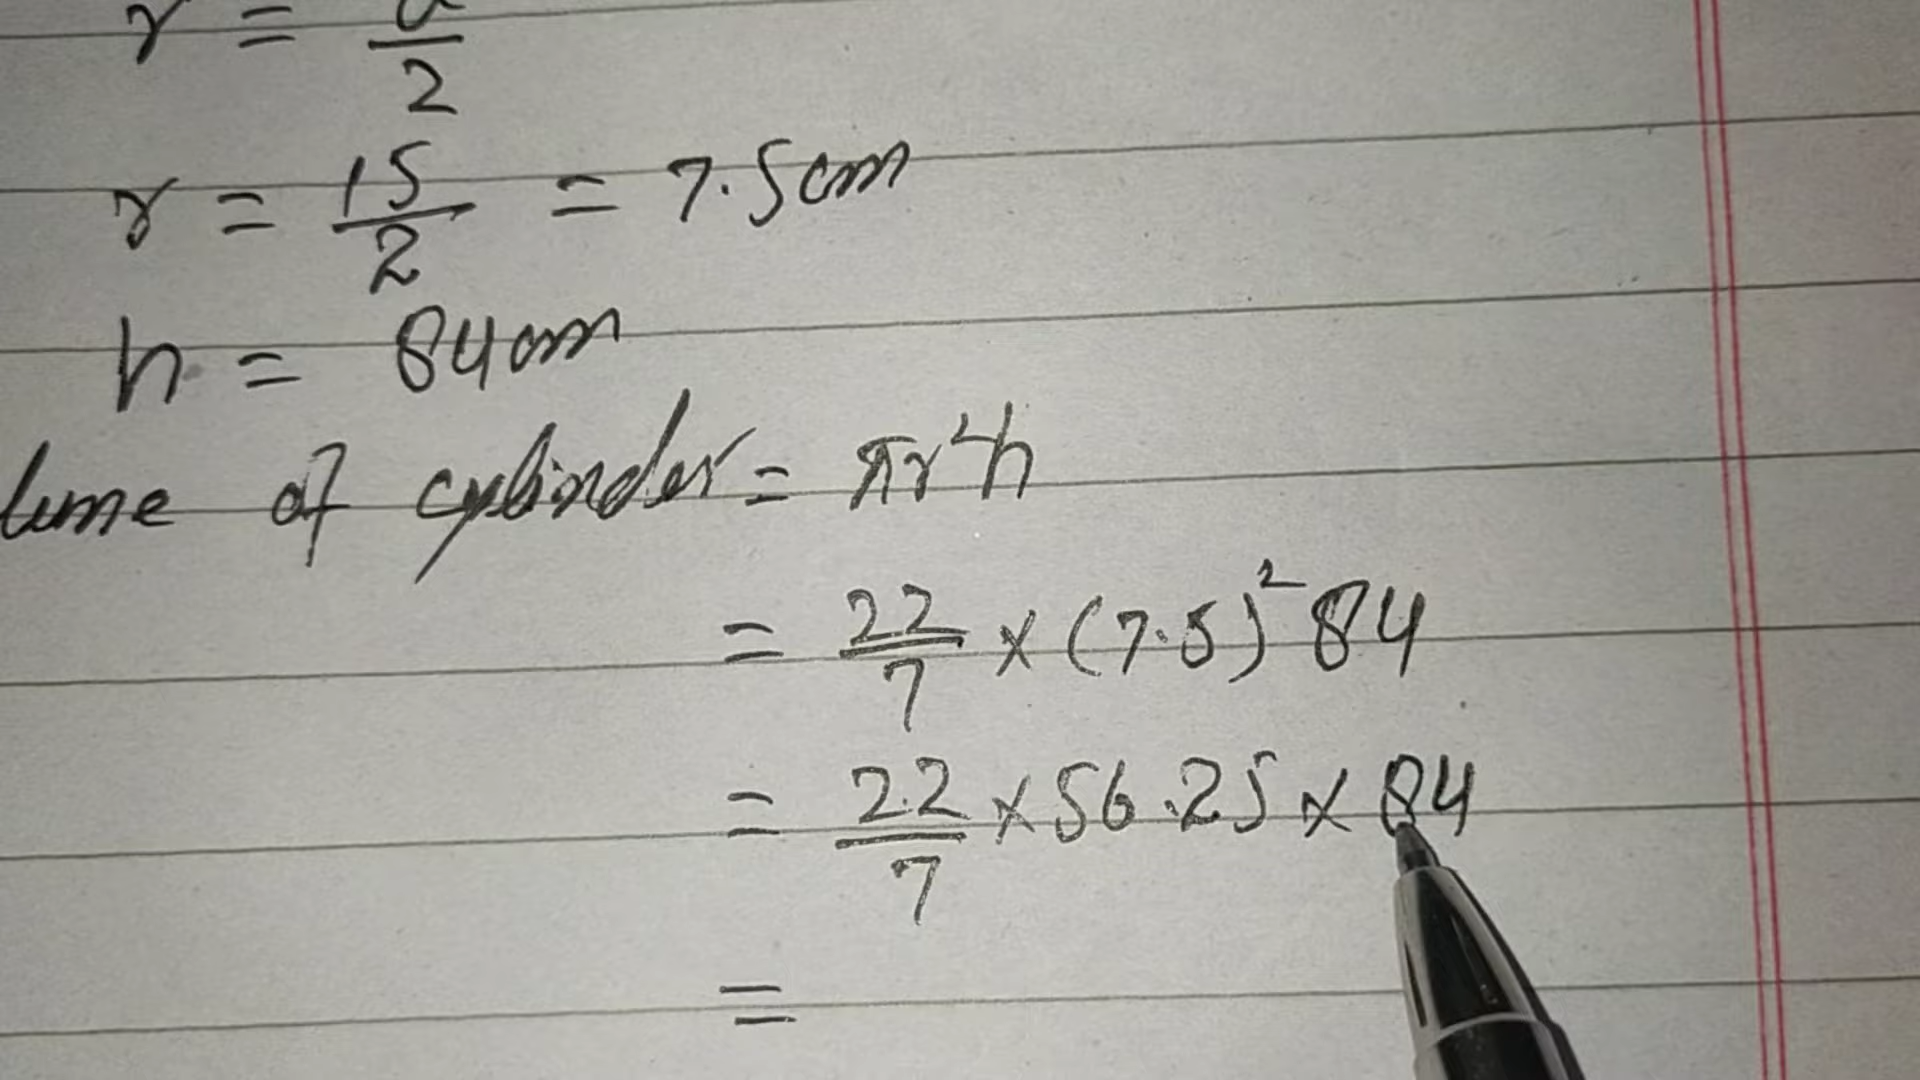 r = d/2
r = 15/2 = 7.5cm
h = 84cm
lume of cylinder = πr²h
= 22/7 × (7.5)² 84
= 22/7 × 56.25 × 84
=